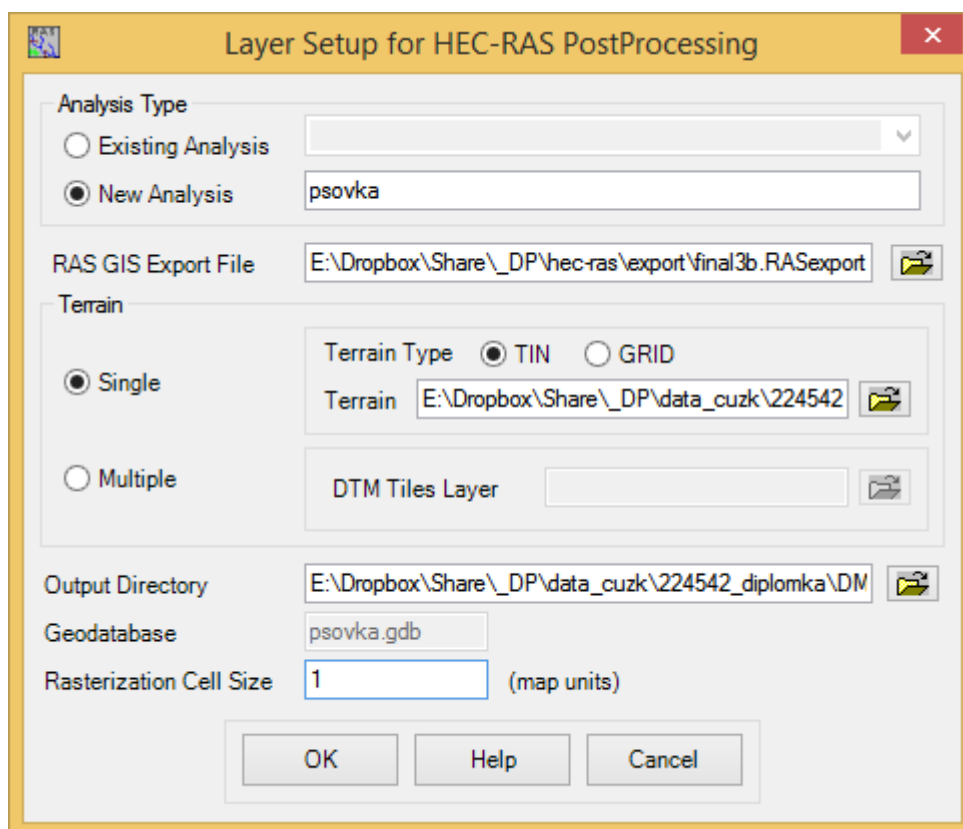 Layer Setup for HEC-RAS PostProcessing
Analysis Type
Existing Analysis
New Analysis psovka
RAS GIS Export File E:\Dropbox\Share\_DP\hec-ras\export\final3b.RASexport
Terrain
Single
Terrain Type TIN GRID
Terrain E:\Dropbox\Share\_DP\data_cuzk\224542
Multiple
DTM Tiles Layer
Output Directory E:\Dropbox\Share\_DP\data_cuzk\224542_diplomka\DM
Geodatabase psovka.gdb
Rasterization Cell Size 1 (map units)
OK Help Cancel